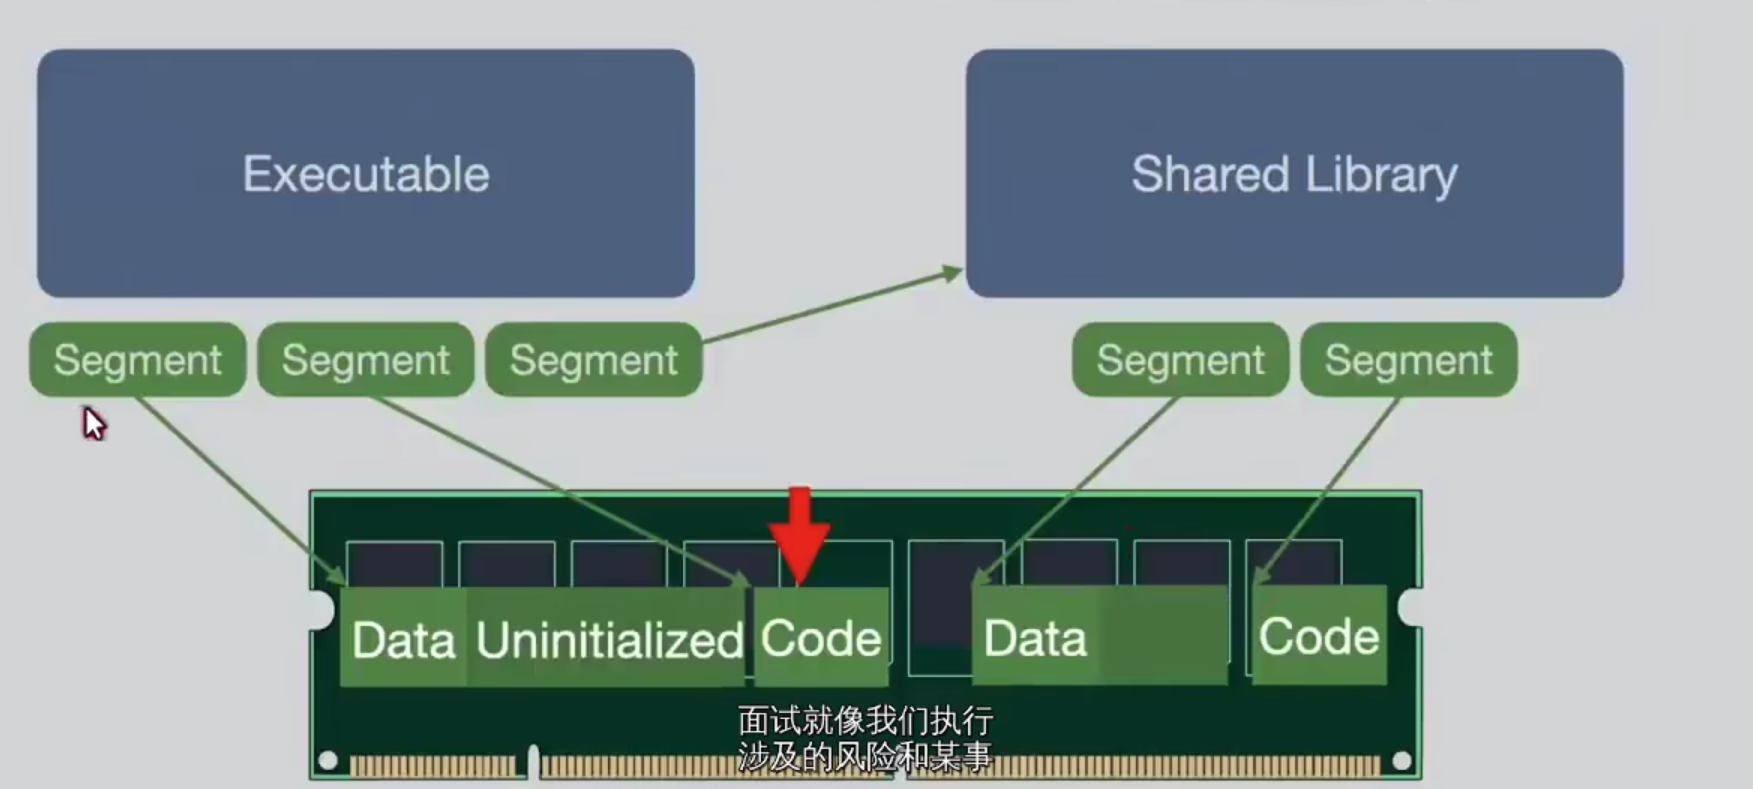 Executable
Shared Library
Segment Segment Segment
Segment Segment
Data Uninitialized Code
Data
Code
面试就像我们执行
涉及的风险和某事